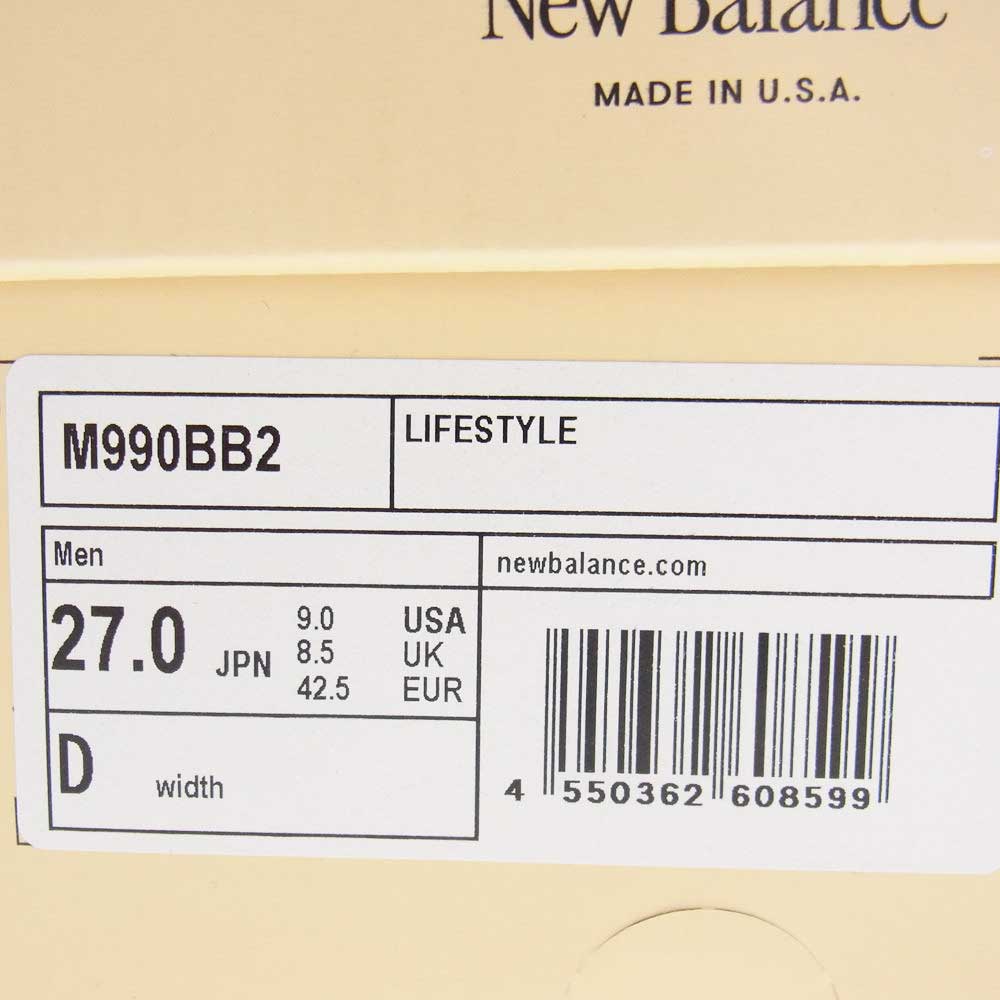 New Balance
MADE IN U.S.A.
M990BB2
LIFESTYLE
Men
newbalance.com
27.0 JPN
9.0 USA
8.5 UK
42.5 EUR
D width
4 550362 608599